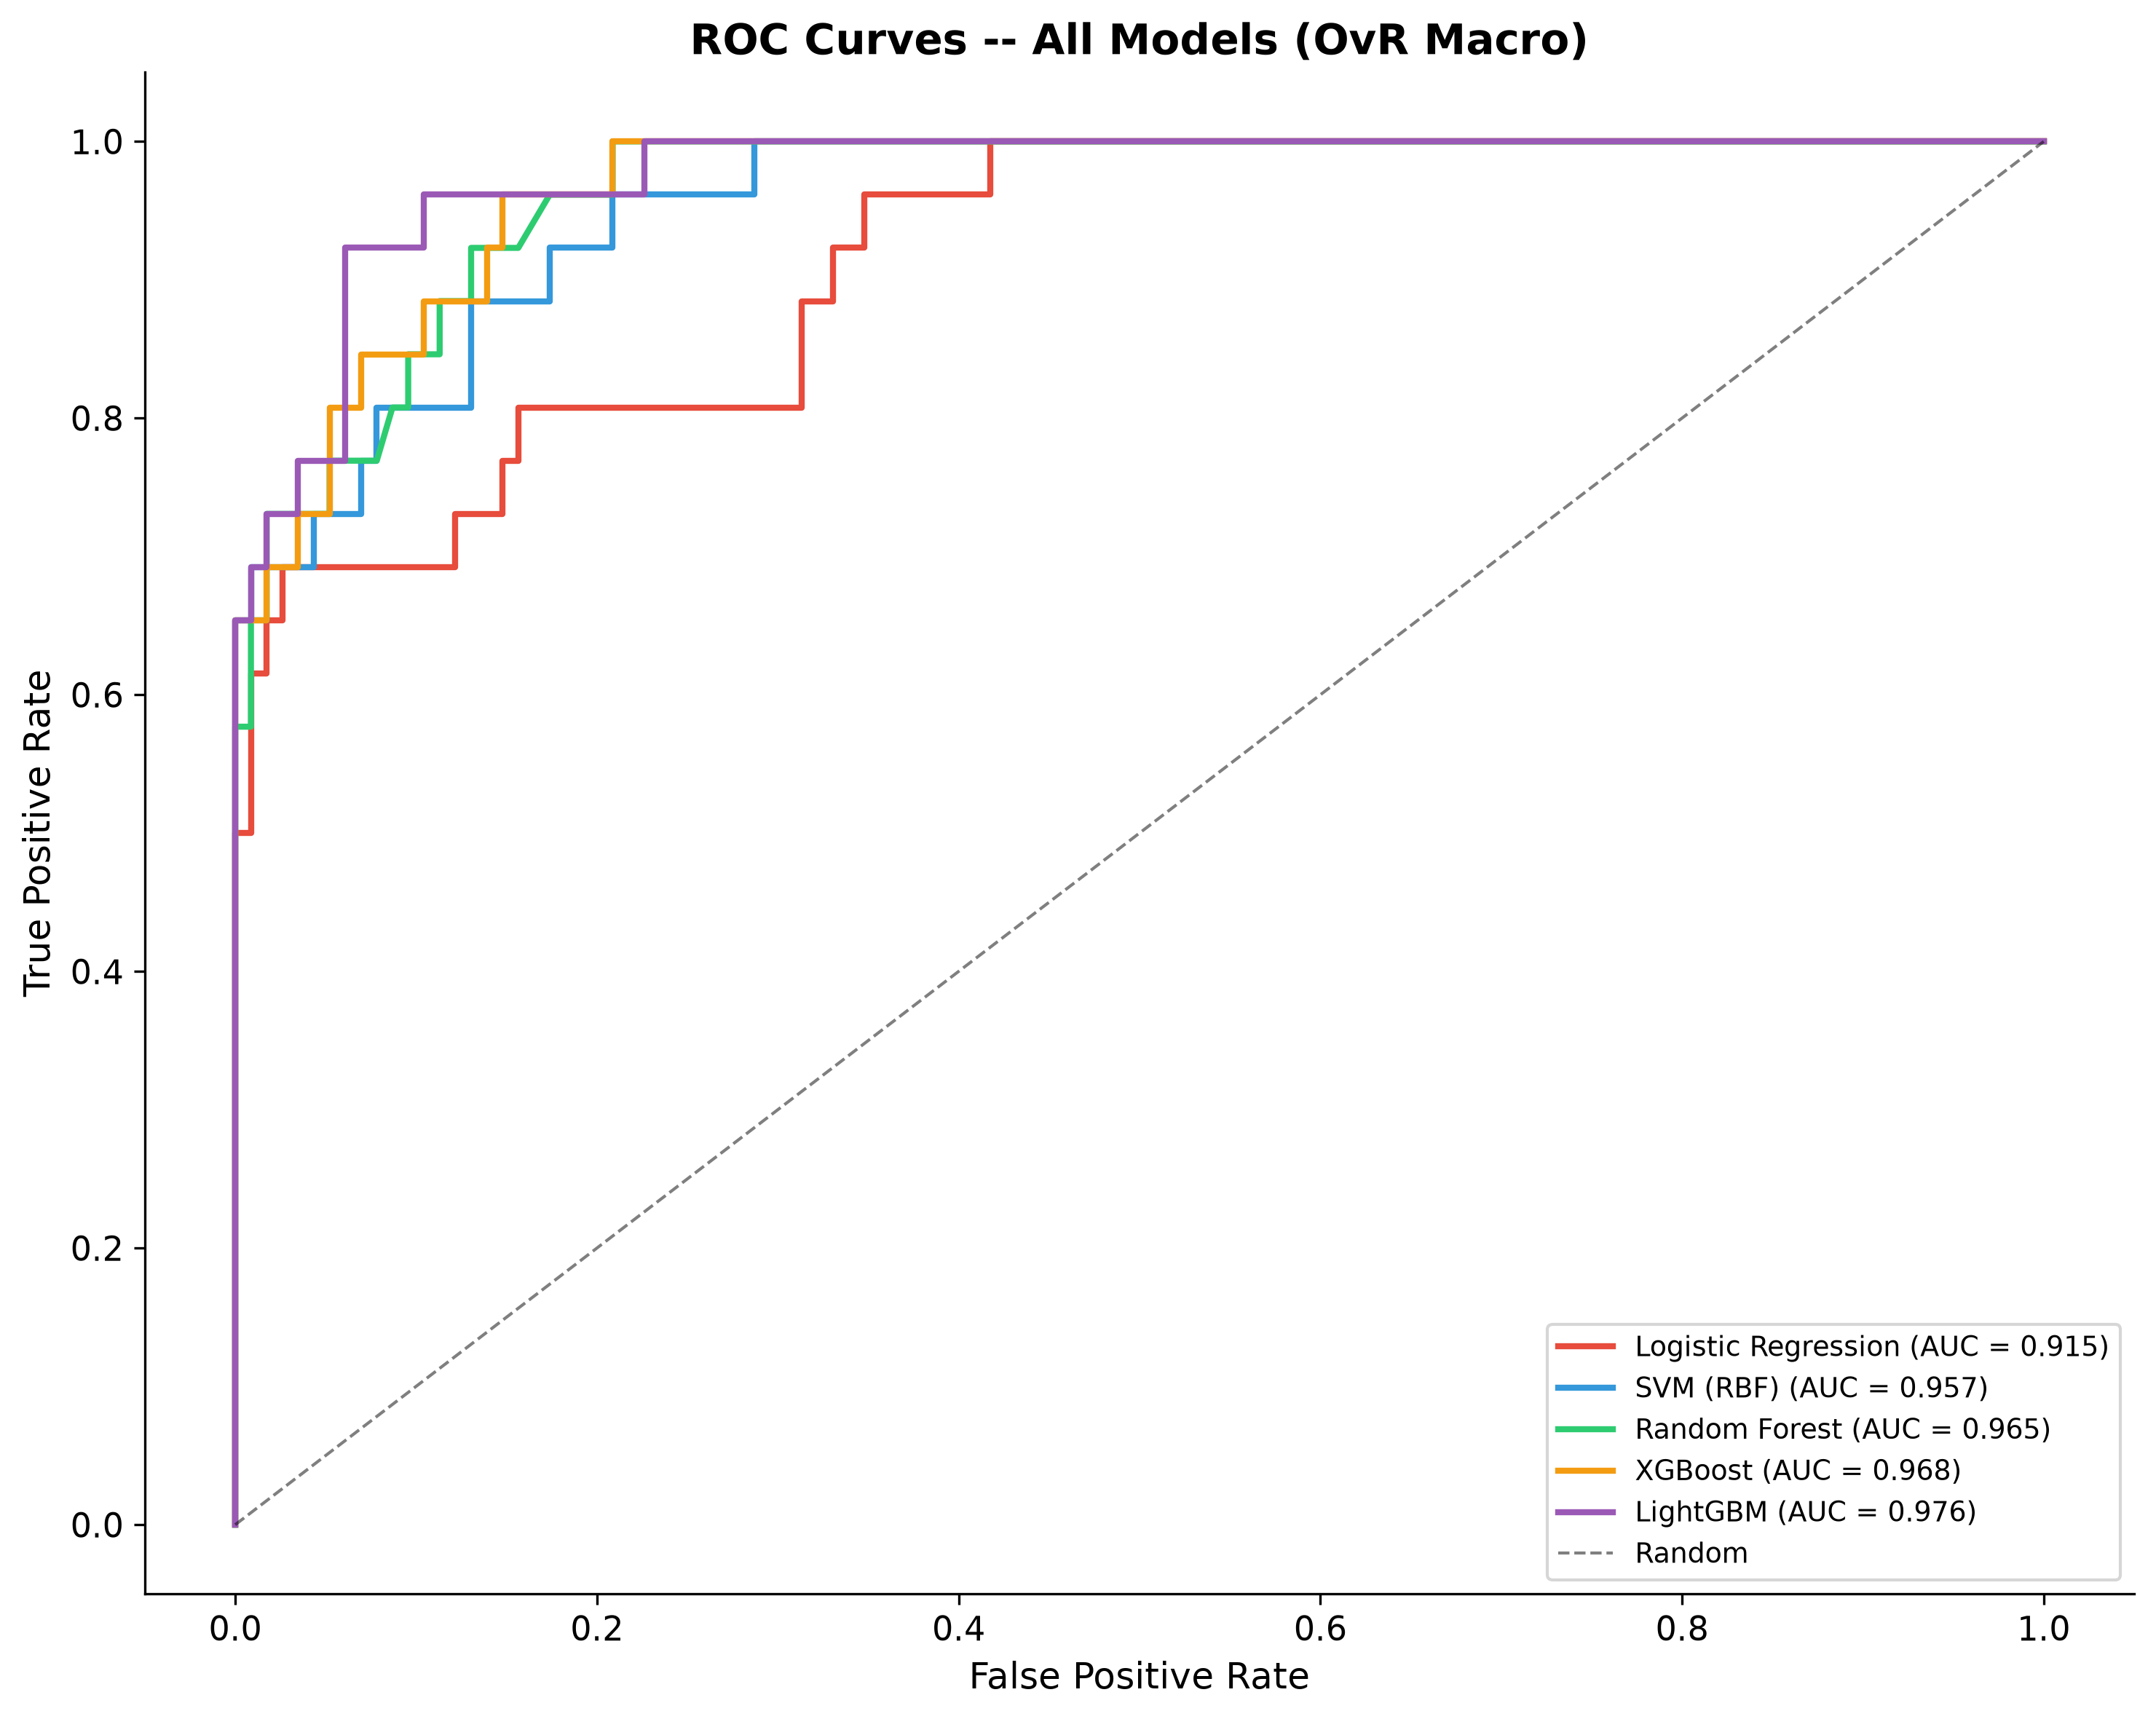 ROC Curves -- All Models (OvR Macro)
True Positive Rate
1.0
0.8
0.6
0.4
0.2
0.0
0.0 0.2 0.4 0.6 0.8 1.0
False Positive Rate
Logistic Regression (AUC = 0.915)
SVM (RBF) (AUC = 0.957)
Random Forest (AUC = 0.965)
XGBoost (AUC = 0.968)
LightGBM (AUC = 0.976)
Random